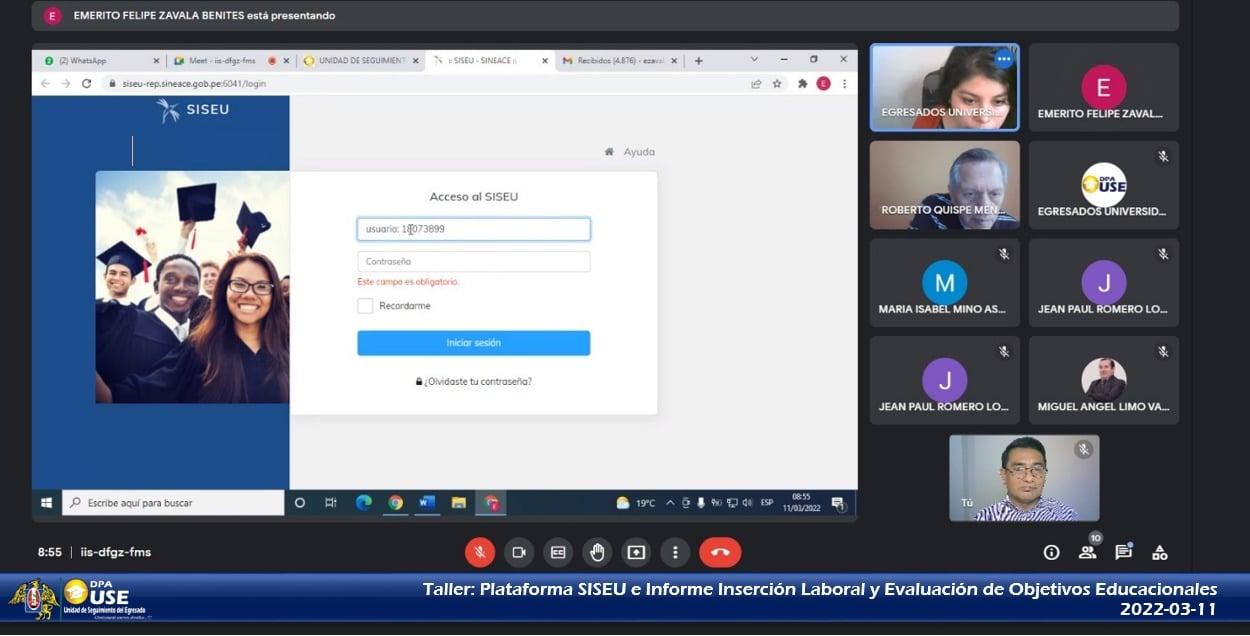 E
EMERITO FELIPE ZAVALA BENITES está presentando
(2) WhatsApp
Meet - iis-dfgz-fms
UNIDAD DE SEGUIMIENT
:: SISEU - SINEACE ::
Recibidos (4.876) - ezaval
siseu-rep.sineace.gob.pe:6041/login
E
SISEU
Ayuda
Acceso al SISEU
usuario: 18073899
Contraseña
Este campo es obligatorio.
Recordarme
Iniciar sesión
¿Olvidaste tu contraseña?
Escribe aquí para buscar
19°C
ESP
08:55
11/03/2022
EGRESADOS UNIVERSI...
E
EMERITO FELIPE ZAVAL...
ROBERTO QUISPE MEN...
DPA
USE
EGRESADOS UNIVERSID...
M
MARIA ISABEL MINO AS...
J
JEAN PAUL ROMERO LO...
J
JEAN PAUL ROMERO LO...
MIGUEL ANGEL LIMO VA...
Tú
8:55 | iis-dfgz-fms
10
DPA
USE
Unidad de Seguimiento del Egresado
Taller: Plataforma SISEU e Informe Inserción Laboral y Evaluación de Objetivos Educacionales
2022-03-11